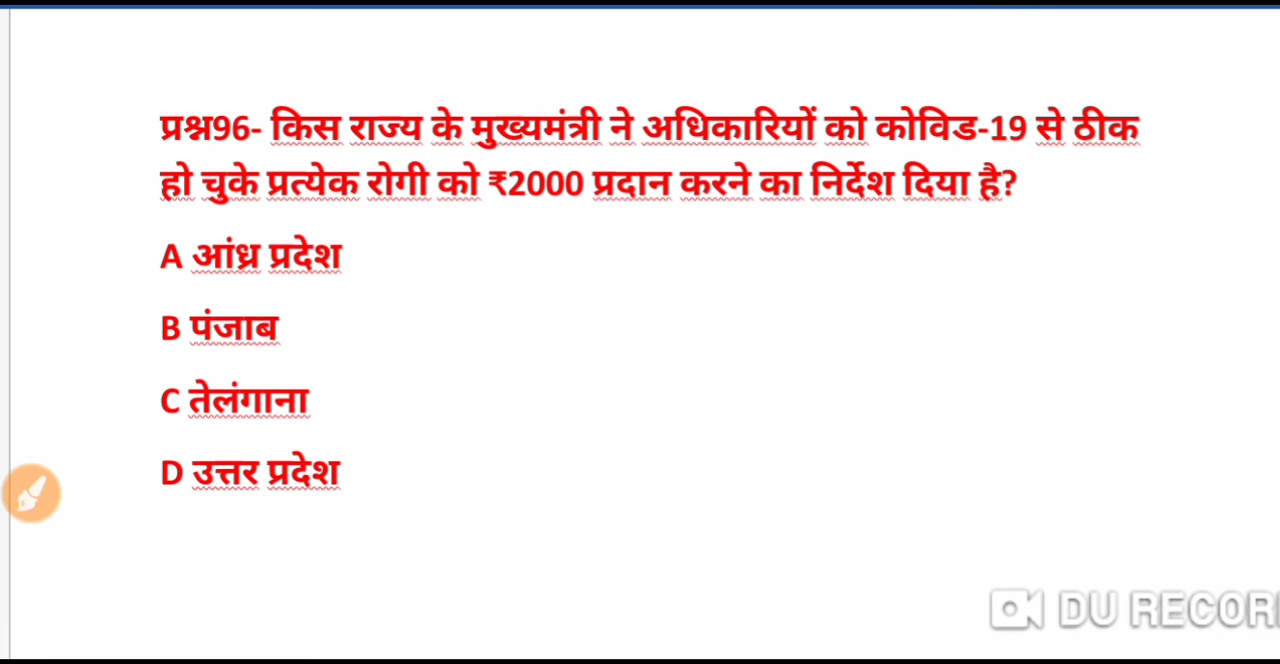 प्रश्न96- किस राज्य के मुख्यमंत्री ने अधिकारियों को कोविड-19 से ठीक
हो चुके प्रत्येक रोगी को ₹2000 प्रदान करने का निर्देश दिया है?
A आंध्र प्रदेश
B पंजाब
C तेलंगाना
D उत्तर प्रदेश
DU RECOR